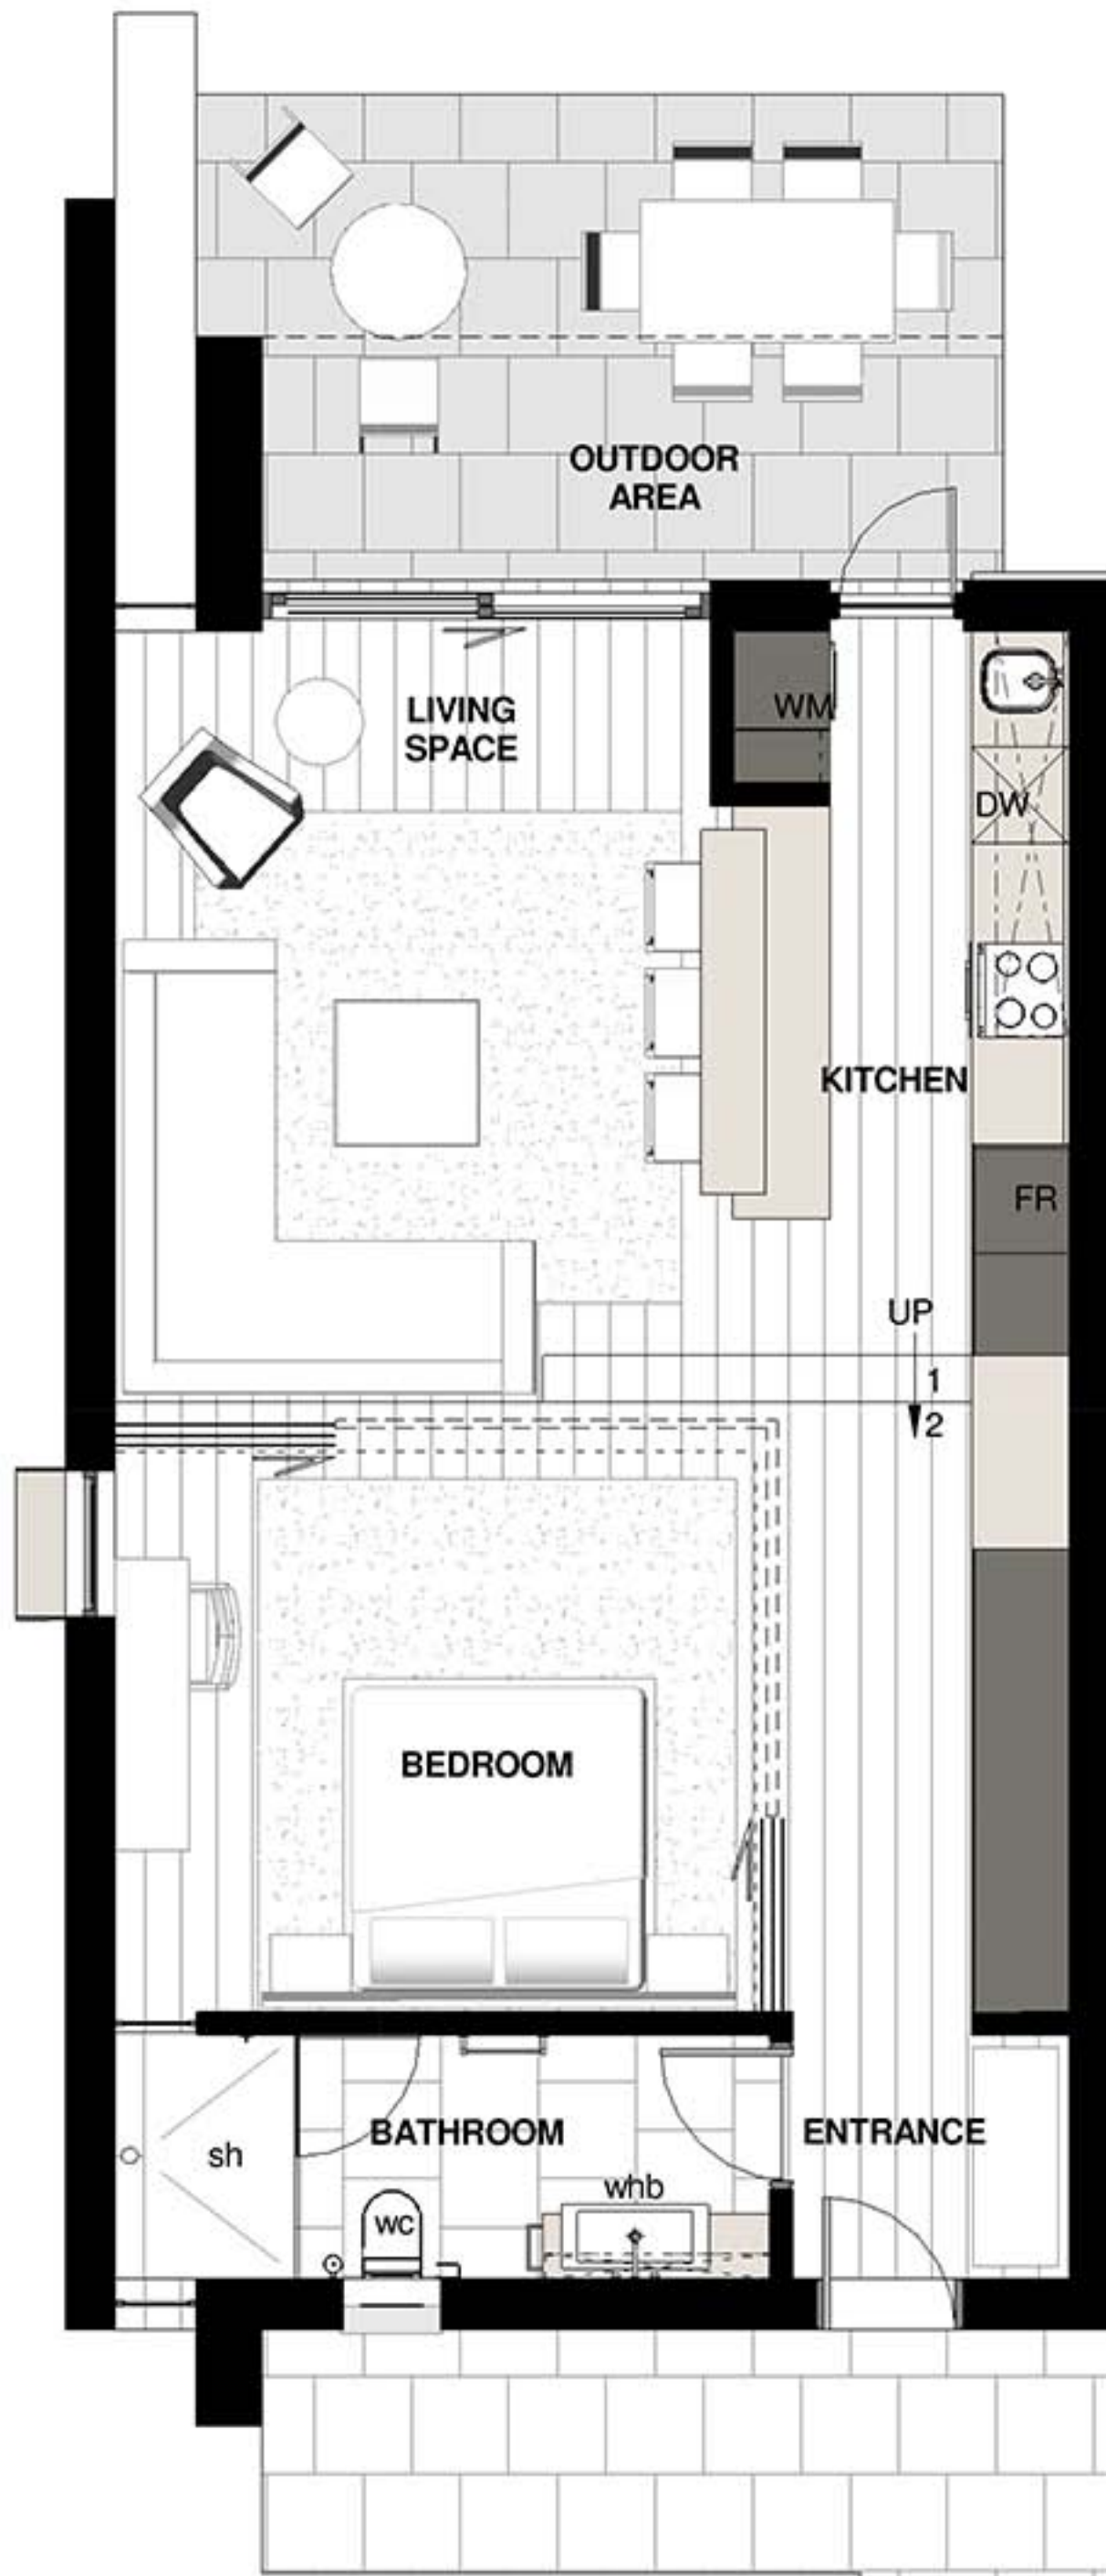 OUTDOOR
AREA
LIVING
SPACE
WM
DW
KITCHEN
FR
UP
1
2
BEDROOM
BATHROOM
ENTRANCE
sh
whb
wc